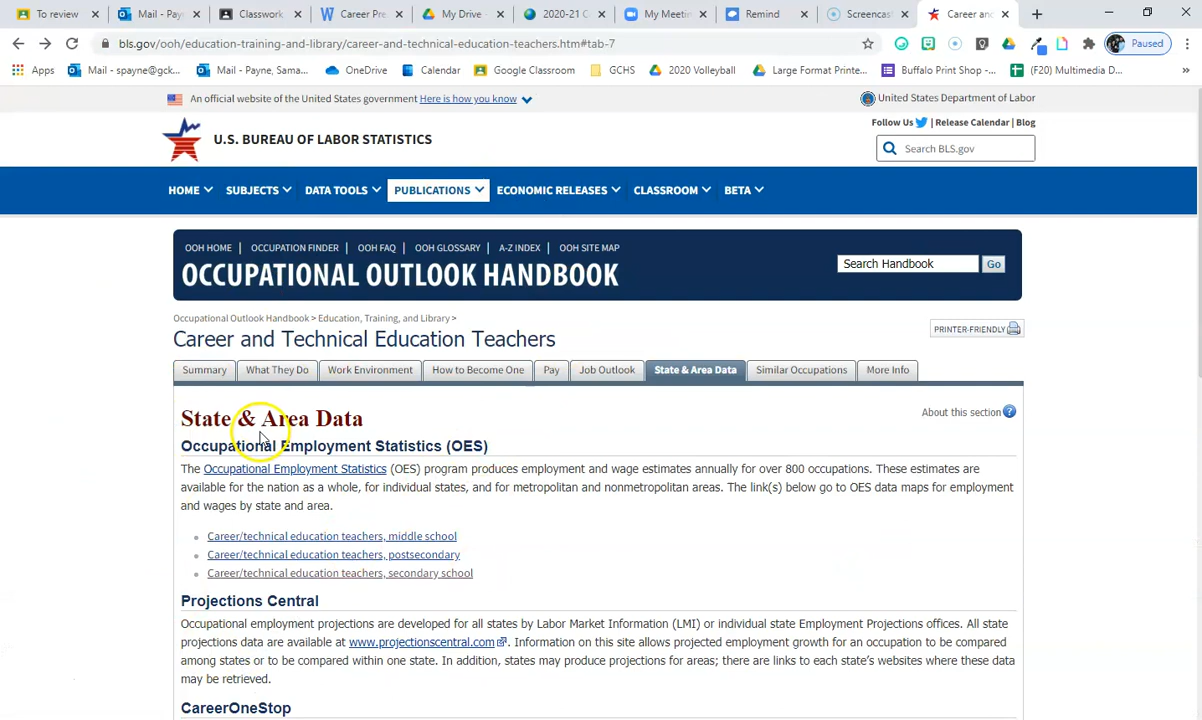 To review
Mail - Payn
Classwork
Career Pre
My Drive -
2020-21 C
My Meeti
Remind
Screencas
Career and
bls.gov/ooh/education-training-and-library/career-and-technical-education-teachers.htm#tab-7
Paused
Apps
Mail - spayne@gck...
Mail - Payne, Sama...
OneDrive
Calendar
Google Classroom
GCHS
2020 Volleyball
Large Format Printe...
Buffalo Print Shop -...
(F20) Multimedia D...
An official website of the United States government Here is how you know
United States Department of Labor
Follow Us | Release Calendar | Blog
U.S. BUREAU OF LABOR STATISTICS
Search BLS.gov
HOME SUBJECTS DATA TOOLS PUBLICATIONS ECONOMIC RELEASES CLASSROOM BETA
OOH HOME | OCCUPATION FINDER | OOH FAQ | OOH GLOSSARY | A-Z INDEX | OOH SITE MAP
OCCUPATIONAL OUTLOOK HANDBOOK
Search Handbook Go
Occupational Outlook Handbook > Education, Training, and Library >
Career and Technical Education Teachers
PRINTER-FRIENDLY
Summary What They Do Work Environment How to Become One Pay Job Outlook State & Area Data Similar Occupations More Info
State & Area Data
About this section ?
Occupational Employment Statistics (OES)
The Occupational Employment Statistics (OES) program produces employment and wage estimates annually for over 800 occupations. These estimates are
available for the nation as a whole, for individual states, and for metropolitan and nonmetropolitan areas. The link(s) below go to OES data maps for employment
and wages by state and area.
Career/technical education teachers, middle school
Career/technical education teachers, postsecondary
Career/technical education teachers, secondary school
Projections Central
Occupational employment projections are developed for all states by Labor Market Information (LMI) or individual state Employment Projections offices. All state
projections data are available at www.projectionscentral.com . Information on this site allows projected employment growth for an occupation to be compared
among states or to be compared within one state. In addition, states may produce projections for areas; there are links to each state's websites where these data
may be retrieved.
CareerOneStop